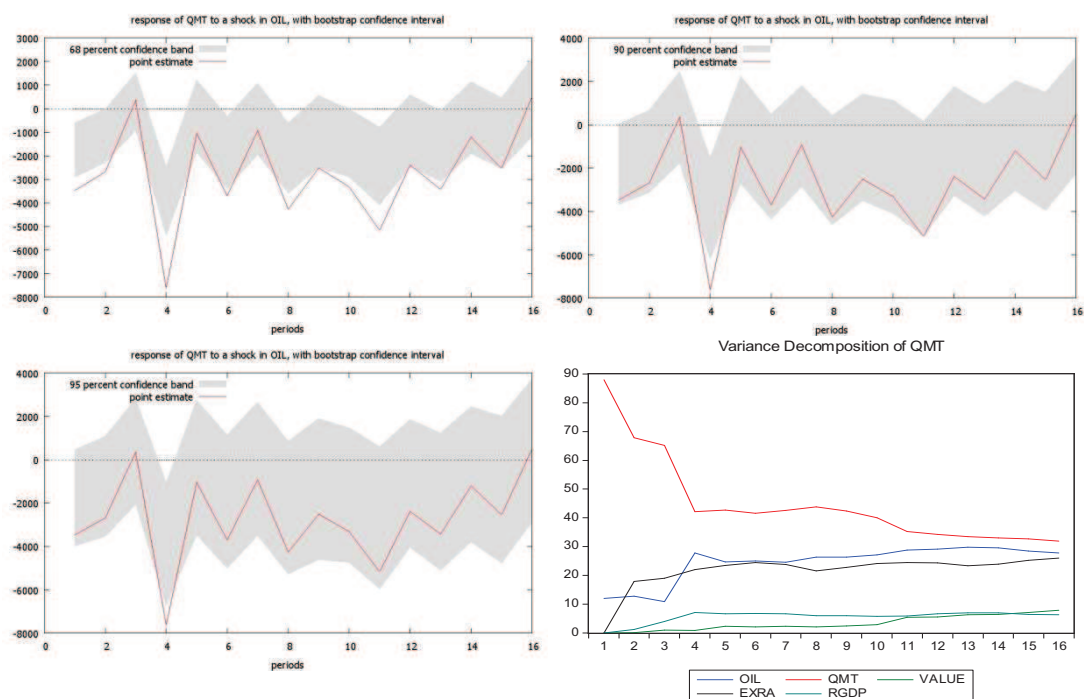 response of QMT to a shock in OIL, with bootstrap confidence interval
3000
2000
1000
0
-1000
-2000
-3000
-4000
-5000
-6000
-7000
-8000
68 percent confidence band
point estimate
0 2 4 6 8 10 12 14 16
periods
response of QMT to a shock in OIL, with bootstrap confidence interval
4000
2000
0
-2000
-4000
-6000
-8000
90 percent confidence band
point estimate
0 2 4 6 8 10 12 14 16
periods
response of QMT to a shock in OIL, with bootstrap confidence interval
4000
2000
0
-2000
-4000
-6000
-8000
95 percent confidence band
point estimate
0 2 4 6 8 10 12 14 16
periods
Variance Decomposition of QMT
90
80
70
60
50
40
30
20
10
0
1 2 3 4 5 6 7 8 9 10 11 12 13 14 15 16
OIL QMT VALUE
EXRA RGDP